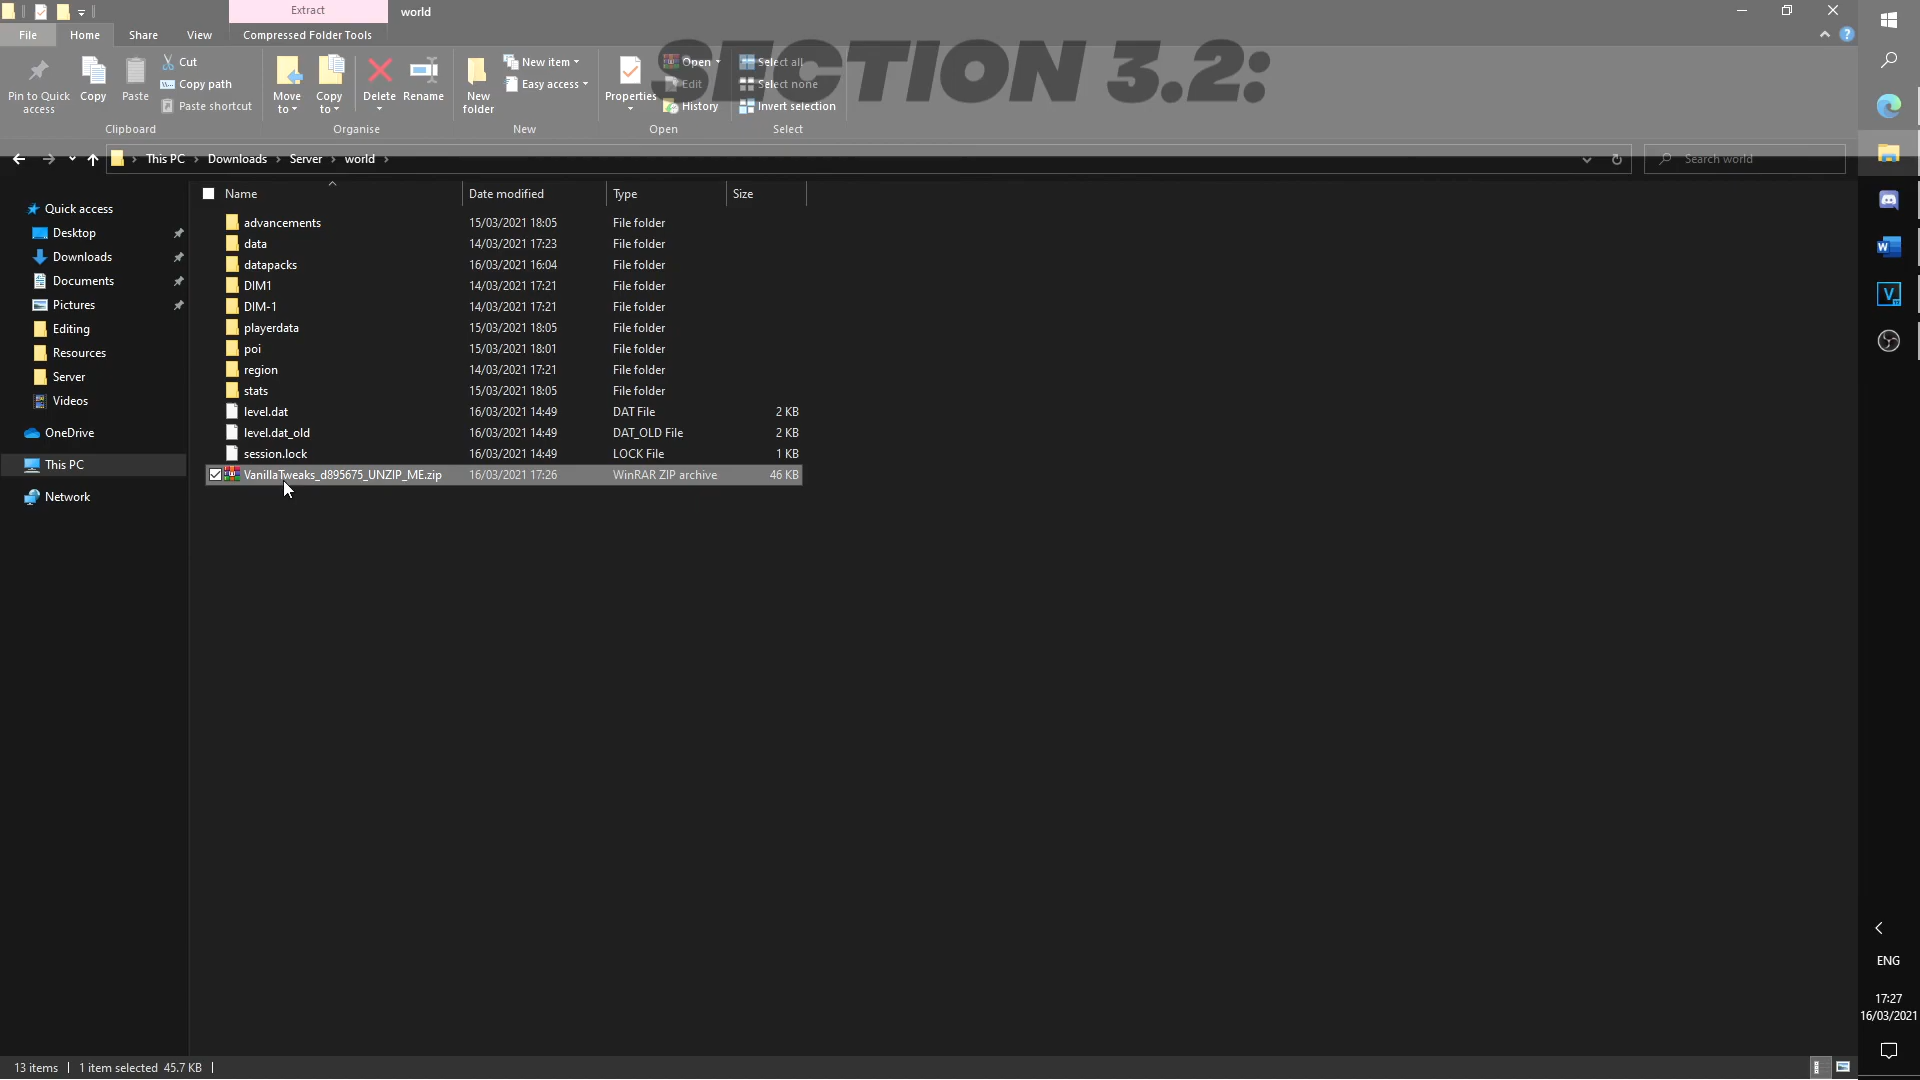 Extract
world
File
Home
Share
View
Compressed Folder Tools
SECTION 3.2:
Pin to Quick
access
Copy
Paste
Cut
Copy path
Paste shortcut
Clipboard
Move
to
Copy
to
Delete
Rename
Organise
New
folder
New item
Easy access
New
Properties
Open
Edit
History
Open
Select all
Select none
Invert selection
Select
This PC
Downloads
Server
world
Search world
Name
Date modified
Type
Size
Quick access
Desktop
Downloads
Documents
Pictures
Editing
Resources
Server
Videos
OneDrive
This PC
Network
advancements 15/03/2021 18:05 File folder
data 14/03/2021 17:23 File folder
datapacks 16/03/2021 16:04 File folder
DIM1 14/03/2021 17:21 File folder
DIM-1 14/03/2021 17:21 File folder
playerdata 15/03/2021 18:05 File folder
poi 15/03/2021 18:01 File folder
region 14/03/2021 17:21 File folder
stats 15/03/2021 18:05 File folder
level.dat 16/03/2021 14:49 DAT File 2 KB
level.dat_old 16/03/2021 14:49 DAT_OLD File 2 KB
session.lock 16/03/2021 14:49 LOCK File 1 KB
VanillaTweaks_d895675_UNZIP_ME.zip 16/03/2021 17:26 WinRAR ZIP archive 46 KB
ENG
17:27
16/03/2021
13 items
1 item selected 45.7 KB